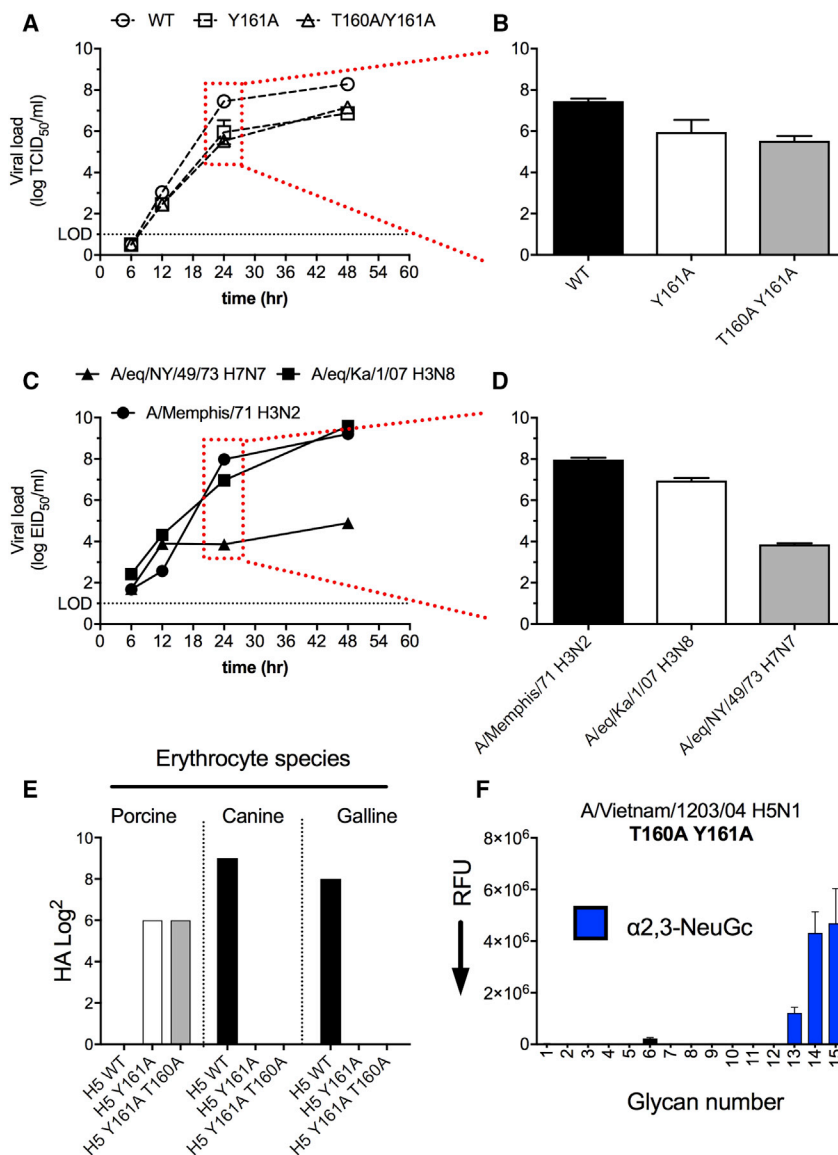 A
WT
Y161A
T160A/Y161A
Viral load
(log TCID50/ml)
10
8
6
4
2
0
LOD
0 6 12 18 24 30 36 42 48 54 60
time (hr)
B
10
8
6
4
2
0
WT
Y161A
T160A Y161A
C
A/eq/NY/49/73 H7N7
A/eq/Ka/1/07 H3N8
A/Memphis/71 H3N2
Viral load
(log EID50/ml)
10
8
6
4
2
0
LOD
0 6 12 18 24 30 36 42 48 54 60
time (hr)
D
10
8
6
4
2
0
A/Memphis/71 H3N2
A/eq/Ka/1/07 H3N8
A/eq/NY/49/73 H7N7
Erythrocyte species
E
Porcine
Canine
Galline
HA Log²
10
8
6
4
2
0
H5 WT
H5 Y161A
H5 Y161A T160A
H5 WT
H5 Y161A
H5 Y161A T160A
H5 WT
H5 Y161A
H5 Y161A T160A
F
A/Vietnam/1203/04 H5N1
T160A Y161A
RFU
8×10⁶
6×10⁶
4×10⁶
2×10⁶
0
α2,3-NeuGc
1 2 3 4 5 6 7 8 9 10 11 12 13 14 15
Glycan number